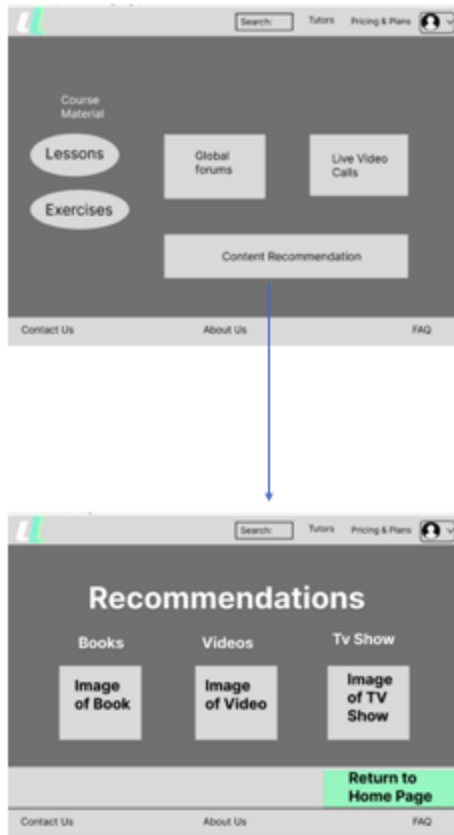 Search: Tutors Pricing & Plans
Course
Material
Lessons
Exercises
Global
forums
Live Video
Calls
Content Recommendation
Contact Us About Us FAQ
Search: Tutors Pricing & Plans
Recommendations
Books Videos Tv Show
Image
of Book
Image
of Video
Image
of TV
Show
Return to
Home Page
Contact Us About Us FAQ